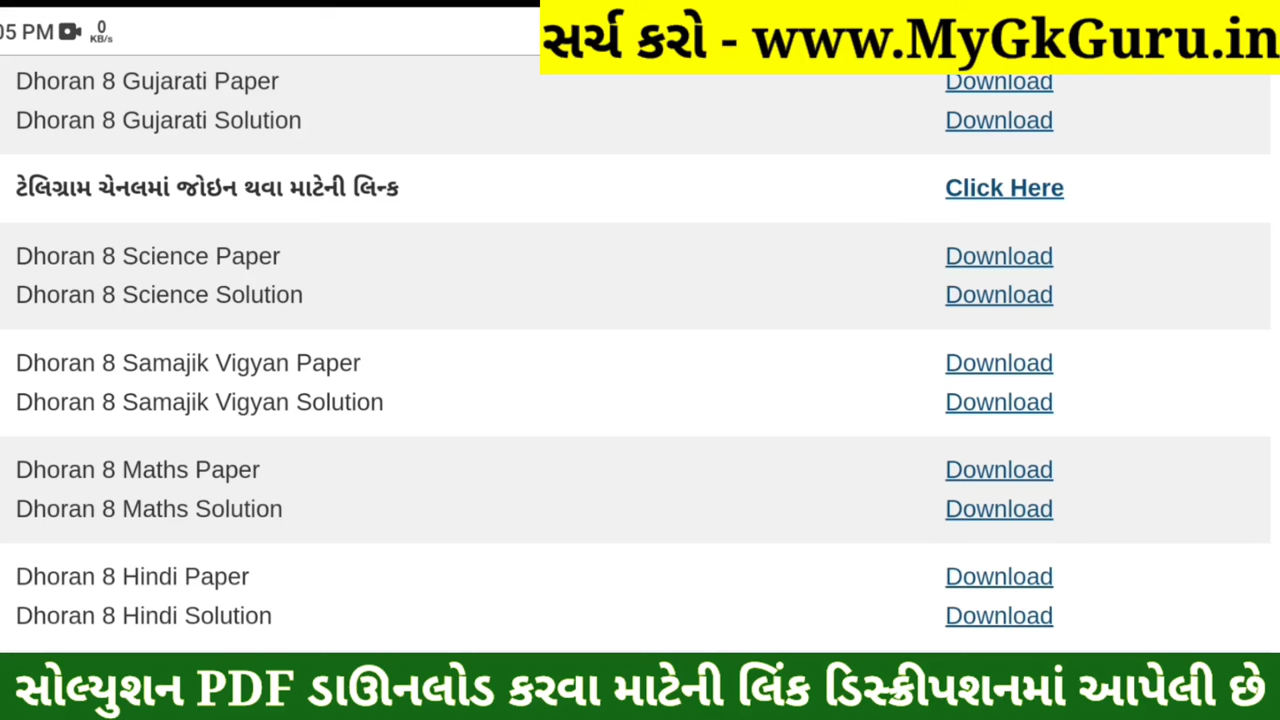 05 PM 0 KB/s
સર્ચ કરો - www.MyGkGuru.in
Dhoran 8 Gujarati Paper Download
Dhoran 8 Gujarati Solution Download
ટેલિગ્રામ ચેનલમાં જોઇન થવા માટેની લિન્ક Click Here
Dhoran 8 Science Paper Download
Dhoran 8 Science Solution Download
Dhoran 8 Samajik Vigyan Paper Download
Dhoran 8 Samajik Vigyan Solution Download
Dhoran 8 Maths Paper Download
Dhoran 8 Maths Solution Download
Dhoran 8 Hindi Paper Download
Dhoran 8 Hindi Solution Download
સોલ્યુશન PDF ડાઊનલોડ કરવા માટેની લિંક ડિસ્ક્રીપશનમાં આપેલી છે